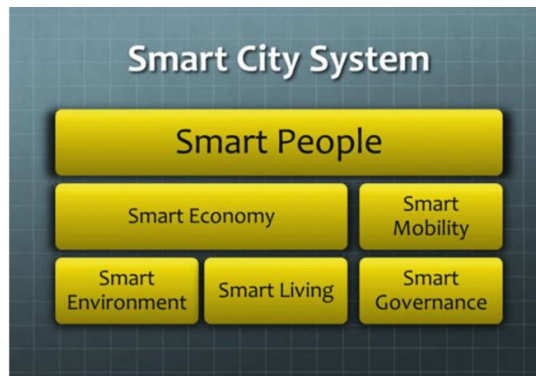 Smart City System
Smart People
Smart Economy
Smart
Mobility
Smart
Environment
Smart Living
Smart
Governance